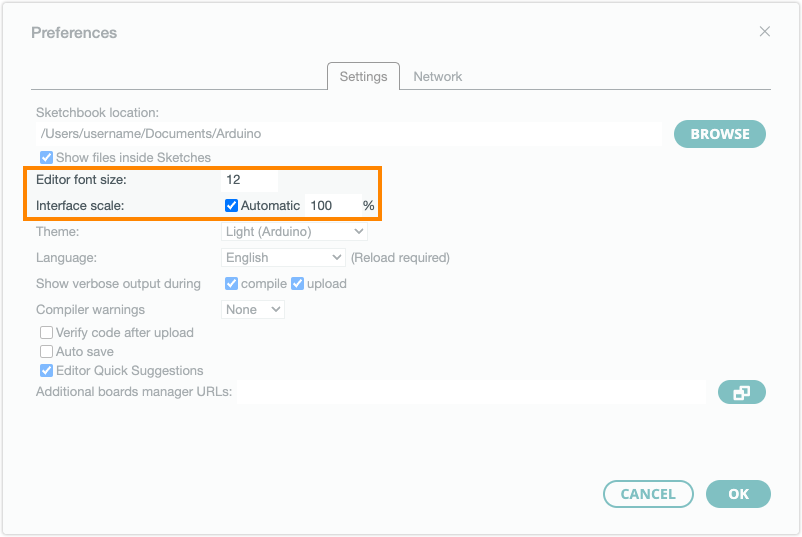 Preferences
Settings Network
Sketchbook location:
/Users/username/Documents/Arduino
BROWSE
Show files inside Sketches
Editor font size: 12
Interface scale: Automatic 100 %
Theme: Light (Arduino)
Language: English (Reload required)
Show verbose output during compile upload
Compiler warnings None
Verify code after upload
Auto save
Editor Quick Suggestions
Additional boards manager URLs:
CANCEL OK